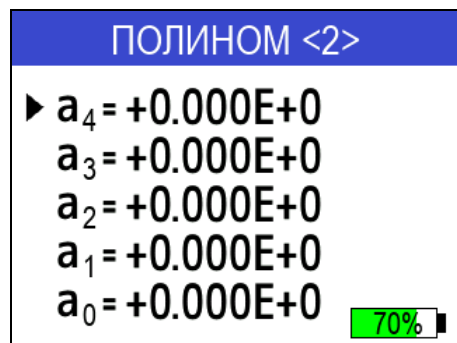 ПОЛИНОМ <2>
▶ a₄= +0.000E+0
a₃= +0.000E+0
a₂= +0.000E+0
a₁= +0.000E+0
a₀= +0.000E+0
70%